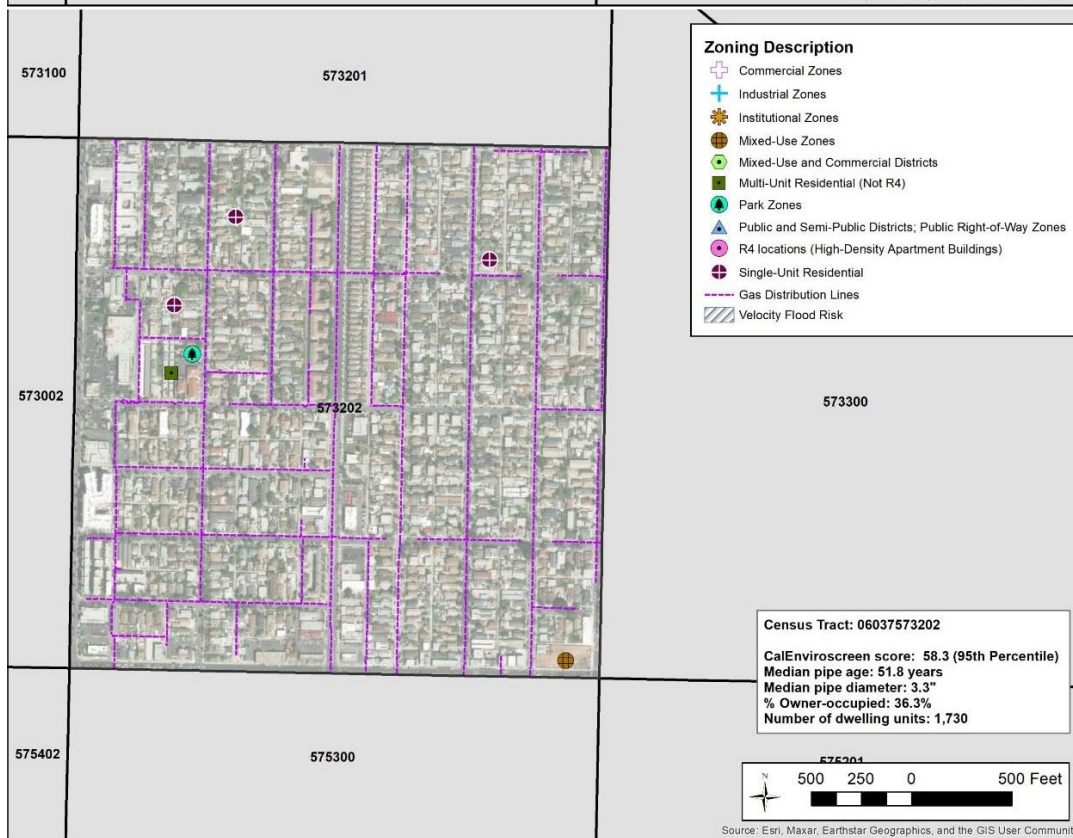 573100
573201
Zoning Description
Commercial Zones
Industrial Zones
Institutional Zones
Mixed-Use Zones
Mixed-Use and Commercial Districts
Multi-Unit Residential (Not R4)
Park Zones
Public and Semi-Public Districts; Public Right-of-Way Zones
R4 locations (High-Density Apartment Buildings)
Single-Unit Residential
Gas Distribution Lines
Velocity Flood Risk
573002
573202
573300
Census Tract: 06037573202
CalEnviroscreen score: 58.3 (95th Percentile)
Median pipe age: 51.8 years
Median pipe diameter: 3.3"
% Owner-occupied: 36.3%
Number of dwelling units: 1,730
575402
575300
575201
N
500 250 0 500 Feet
Source: Esri, Maxar, Earthstar Geographics, and the GIS User Communit